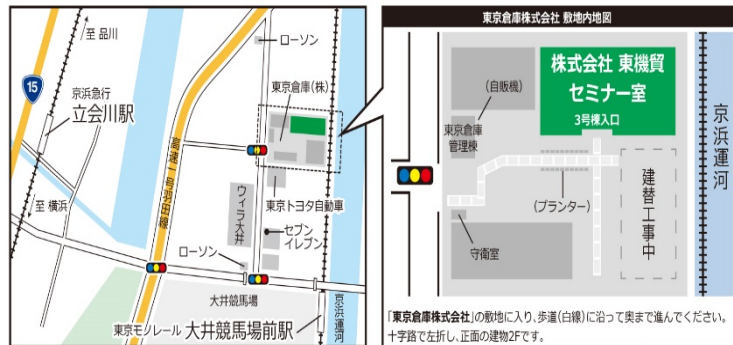 至 品川
15
京浜急行
立会川駅
至 横浜
高速一号羽田線
ローソン
東京倉庫(株)
東京トヨタ自動車
ヴィラ大井
セブン
イレブン
ローソン
大井競馬場
東京モノレール 大井競馬場前駅
京浜運河
東京倉庫株式会社 敷地内地図
(自販機)
株式会社 東機貿
セミナー室
3号棟入口
東京倉庫
管理棟
(プランター)
守衛室
建替工事中
京浜運河
「東京倉庫株式会社」の敷地に入り、歩道(白線)に沿って奥まで進んでください。
十字路で左折し、正面の建物2Fです。